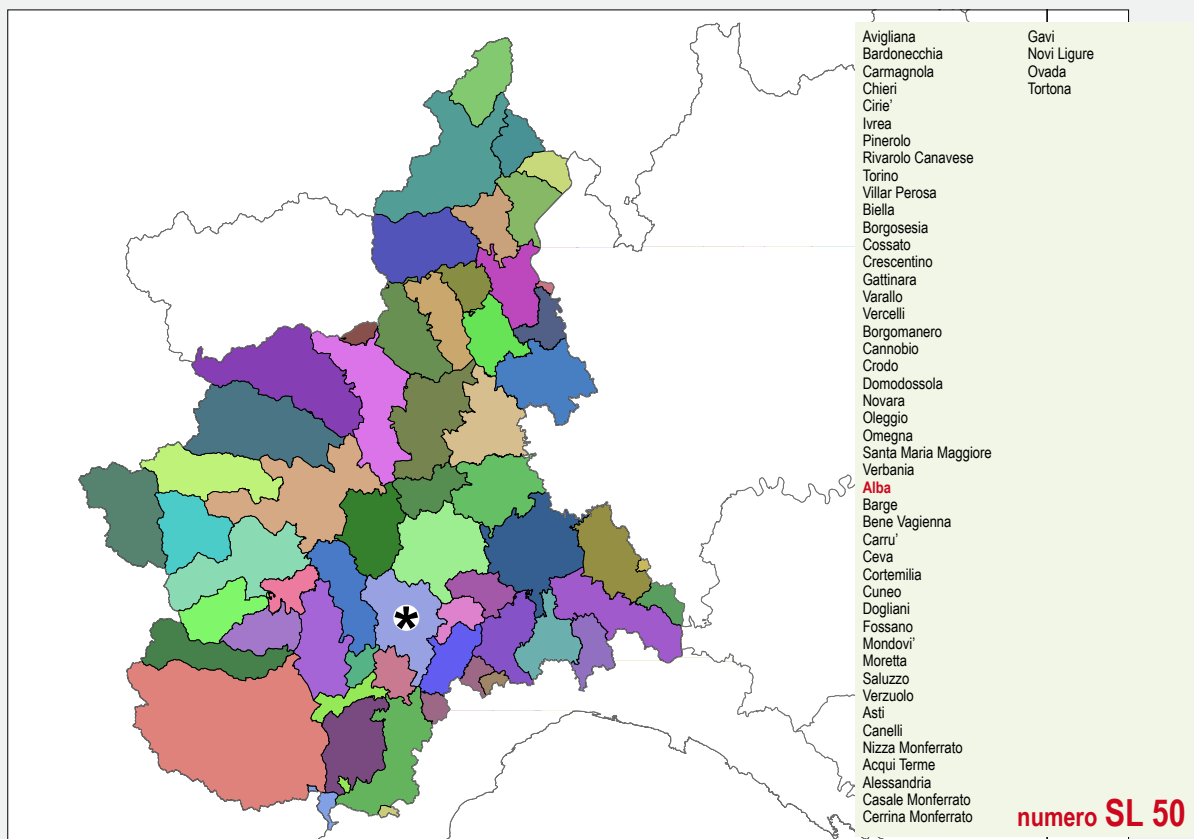 Avigliana
Bardonecchia
Carmagnola
Chieri
Cirie'
Ivrea
Pinerolo
Rivarolo Canavese
Torino
Villar Perosa
Biella
Borgosesia
Cossato
Crescentino
Gattinara
Varallo
Vercelli
Borgomanero
Cannobio
Crodo
Domodossola
Novara
Oleggio
Omegna
Santa Maria Maggiore
Verbania
Alba
Barge
Bene Vagienna
Carru'
Ceva
Cortemilia
Cuneo
Dogliani
Fossano
Mondovi'
Moretta
Saluzzo
Verzuolo
Asti
Canelli
Nizza Monferrato
Acqui Terme
Alessandria
Casale Monferrato
Cerrina Monferrato
Gavi
Novi Ligure
Ovada
Tortona
*
numero SL 50